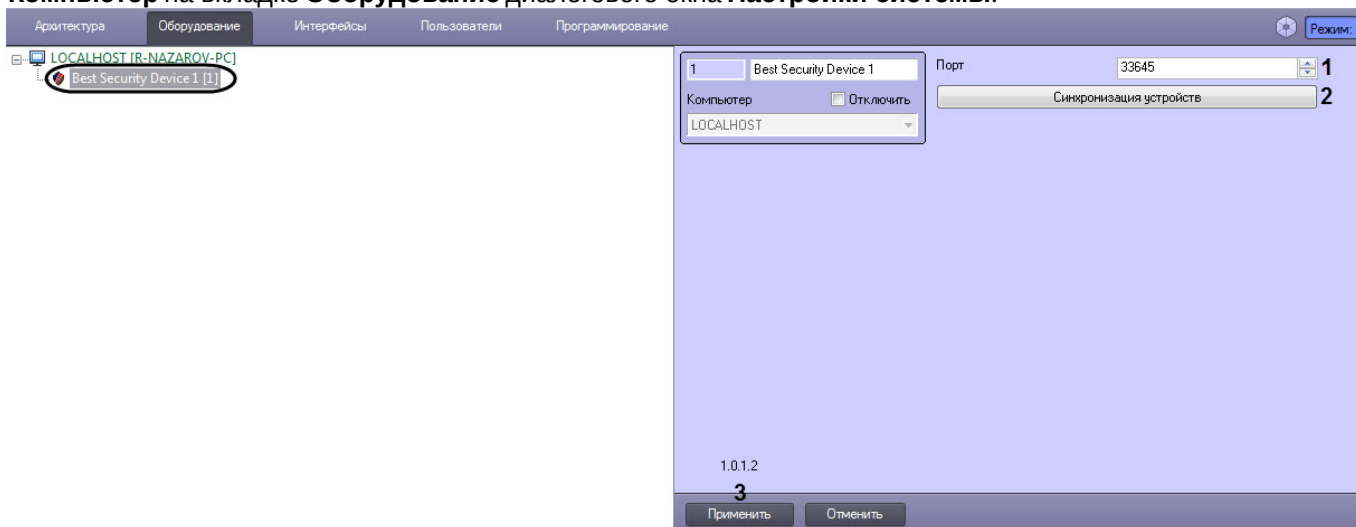 Компьютер на вкладке Оборудование диалогового окна Настройки системы.
Архитектура Оборудование Интерфейсы Пользователи Программирование Режим:
LOCALHOST [R-NAZAROV-PC]
Best Security Device 1 [1]
1 Best Security Device 1
Компьютер Отключить
LOCALHOST
Порт 33645 1
Синхронизация устройств 2
1.0.1.2
3
Применить Отменить